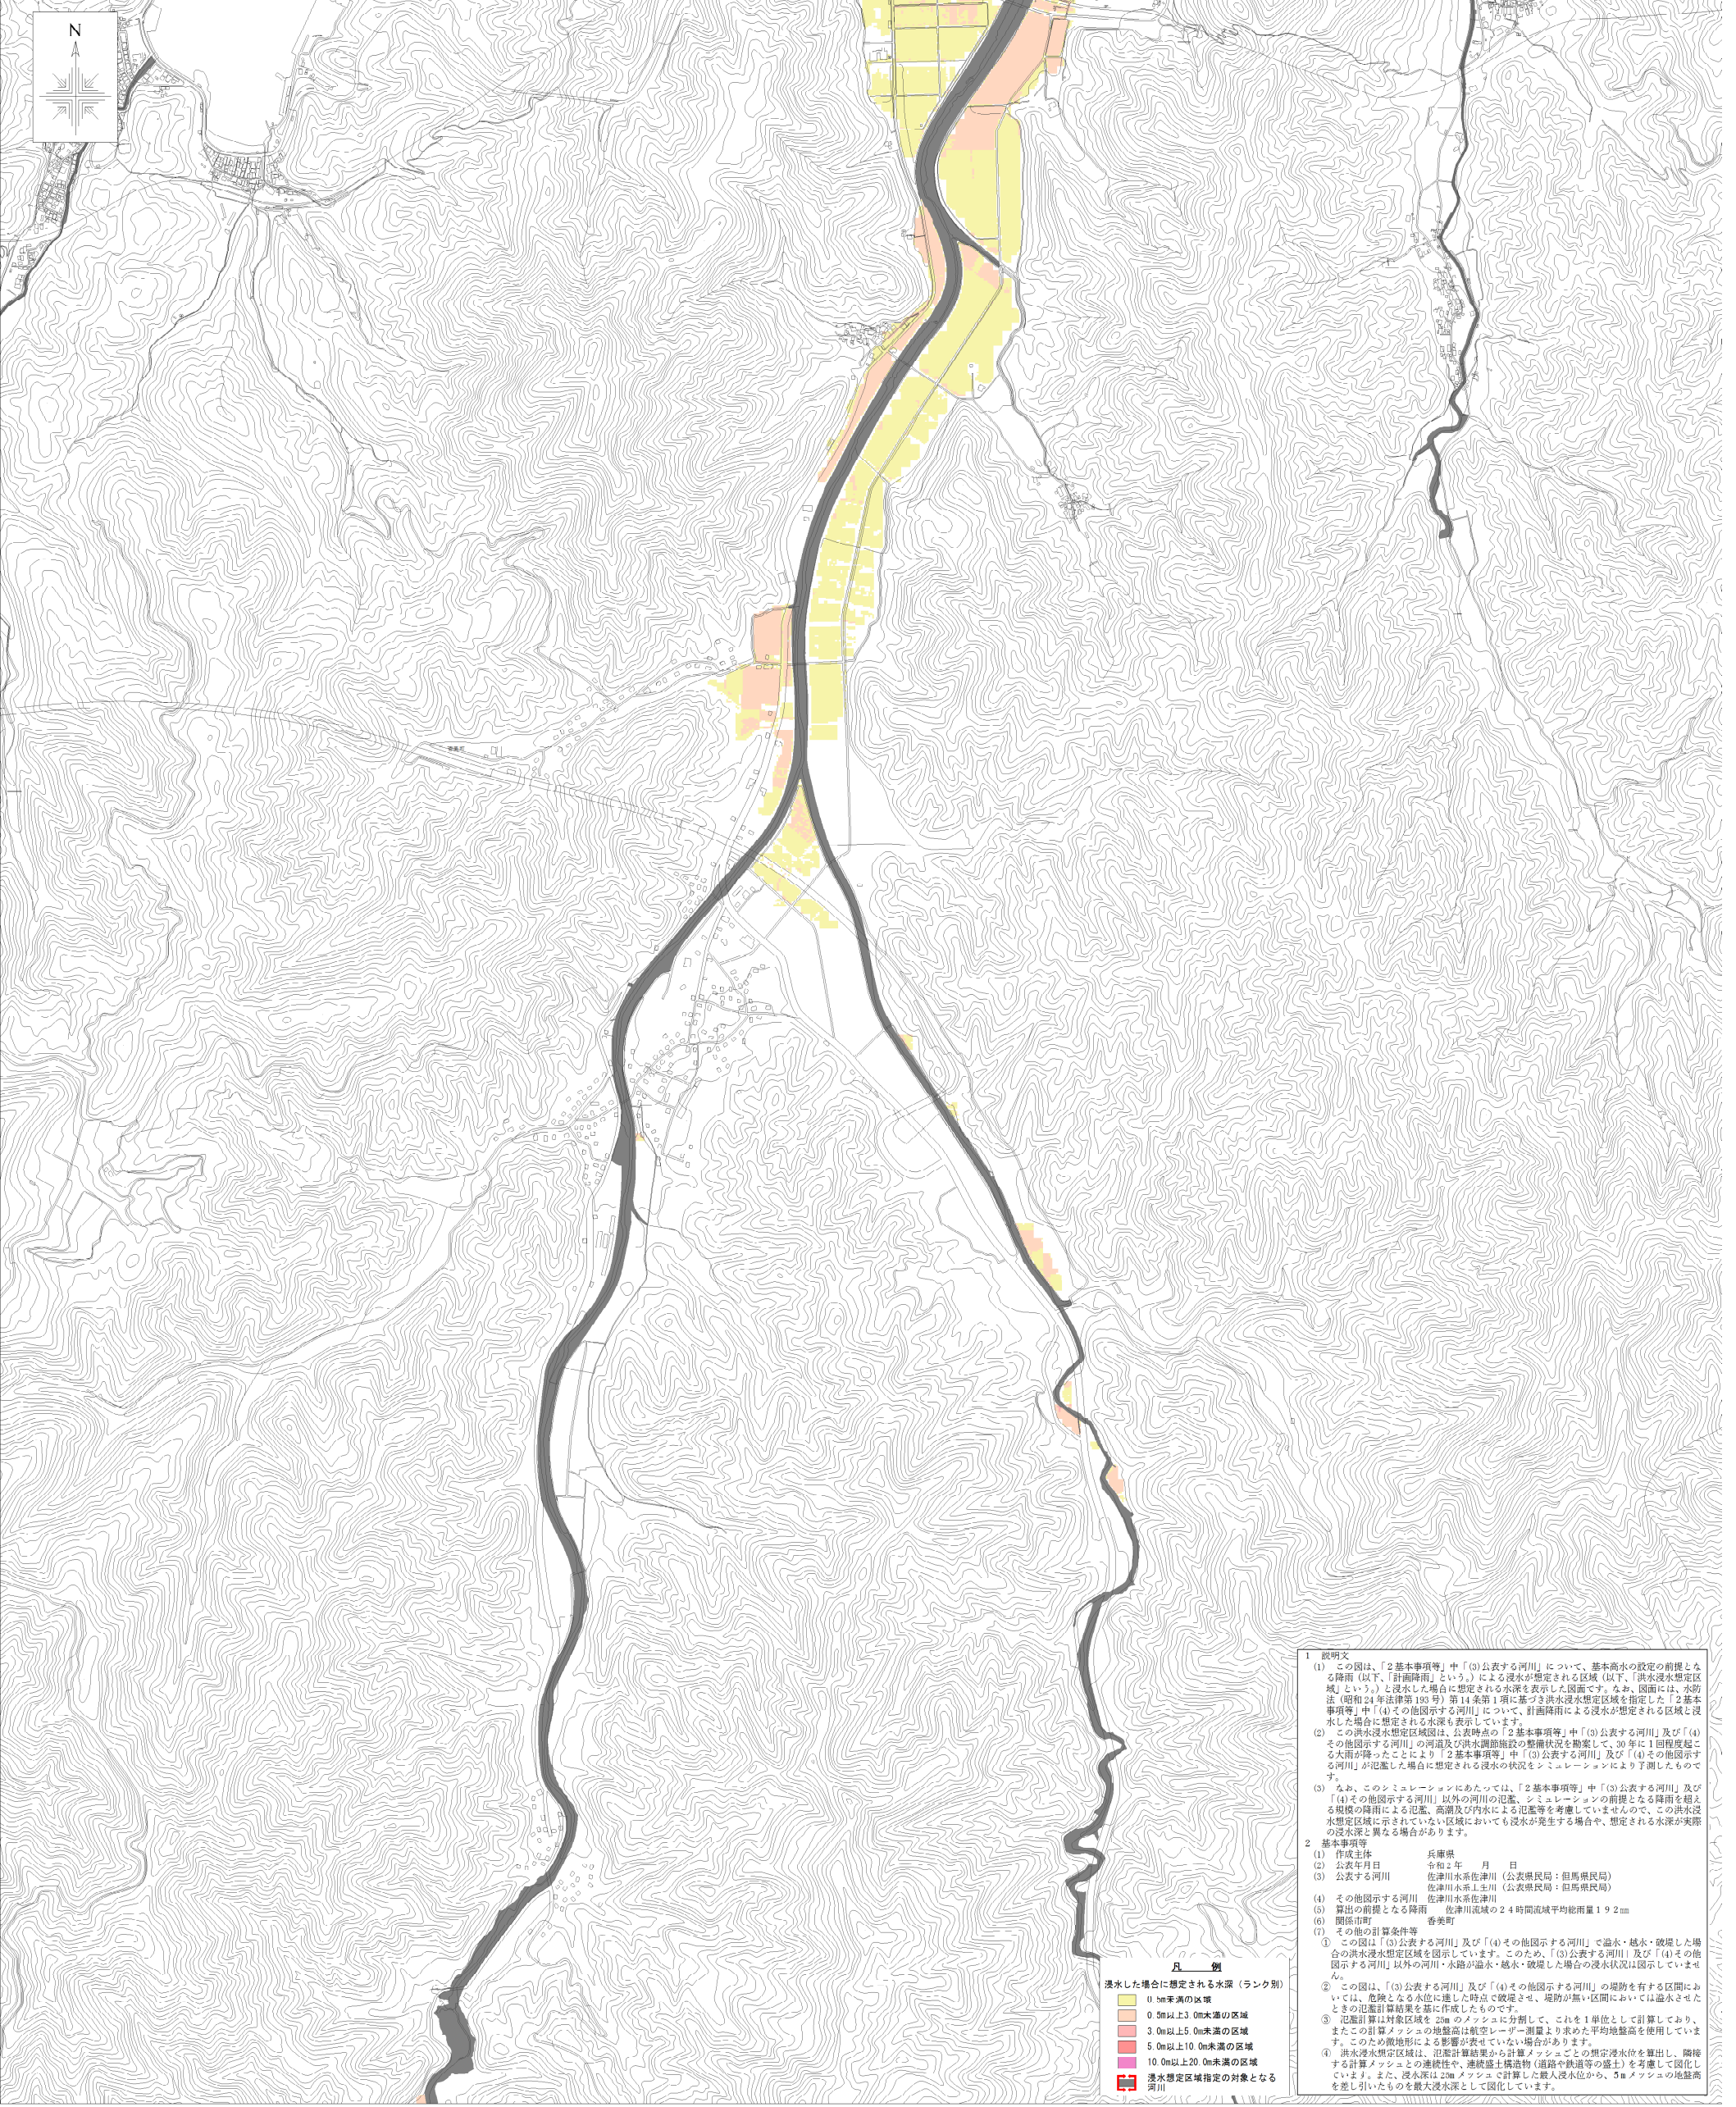 N
香美町
凡 例
浸水した場合に想定される水深（ランク別）
0.5m未満の区域
0.5m以上3.0m未満の区域
3.0m以上5.0m未満の区域
5.0m以上10.0m未満の区域
10.0m以上20.0m未満の区域
浸水想定区域指定の対象となる
河川
1 説明文
(1) この図は、「２基本事項等」中「(3)公表する河川」について、基本高水の設定の前提とな
る降雨（以下、「計画降雨」という。）による浸水が想定される区域（以下、「洪水浸水想定区
域」という。）と浸水した場合に想定される水深を表示した図面です。なお、図面には、水防
法（昭和24年法律第193号）第14条第１項に基づき洪水浸水想定区域を指定した「２基本
事項等」中「(4)その他図示する河川」について、計画降雨による浸水が想定される区域と浸
水した場合に想定される水深も表示しています。
(2) この洪水浸水想定区域図は、公表時点の「２基本事項等」中「(3)公表する河川」及び「(4)
その他図示する河川」の河道及び洪水調節施設の整備状況を勘案して、30年に１回程度起こ
る大雨が降ったことにより「２基本事項等」中「(3)公表する河川」及び「(4)その他図示す
る河川」が氾濫した場合に想定される浸水の状況をシミュレーションにより予測したもので
す。
(3) なお、このシミュレーションにあたっては、「２基本事項等」中「(3)公表する河川」及び
「(4)その他図示する河川」以外の河川の氾濫、シミュレーションの前提となる降雨を超え
る規模の降雨による氾濫、高潮及び内水による氾濫等を考慮していませんので、この洪水浸
水想定区域に示されていない区域においても浸水が発生する場合や、想定される水深が実際
の浸水深と異なる場合があります。
2 基本事項等
(1) 作成主体 兵庫県
(2) 公表年月日 令和２年 月 日
(3) 公表する河川 佐津川水系佐津川（公表県民局：但馬県民局）
(4) その他図示する河川 佐津川水系佐津川
(5) 算出の前提となる降雨 佐津川流域の２４時間流域平均総雨量１９２㎜
(6) 関係市町 香美町
(7) その他の計算条件等
① この図は「(3)公表する河川」及び「(4)その他図示する河川」で溢水・越水・破堤した場
合の洪水浸水想定区域を図示しています。このため、「(3)公表する河川」及び「(4)その他
図示する河川」以外の河川・水路が溢水・越水・破堤した場合の浸水状況は図示していませ
ん。
② この図は、「(3)公表する河川」及び「(4)その他図示する河川」の堤防を有する区間にお
いては、危険となる水位に達した時点で破堤させ、堤防が無い区間においては溢水させた
ときの氾濫計算結果を基に作成したものです。
③ 氾濫計算は対象区域を25mのメッシュに分割して、これを１単位として計算しており、
またこの計算メッシュの地盤高は航空レーザー測量より求めた平均地盤高を使用していま
す。このため微地形による影響が表せていない場合があります。
④ 洪水浸水想定区域は、氾濫計算結果から計算メッシュごとの想定浸水位を算出し、隣接
する計算メッシュとの連続性や、連続盛土構造物（道路や鉄道等の盛土）を考慮して図化し
ています。また、浸水深は25mメッシュで計算した最大浸水位から、5mメッシュの地盤高
を差し引いたものを最大浸水深として図化しています。